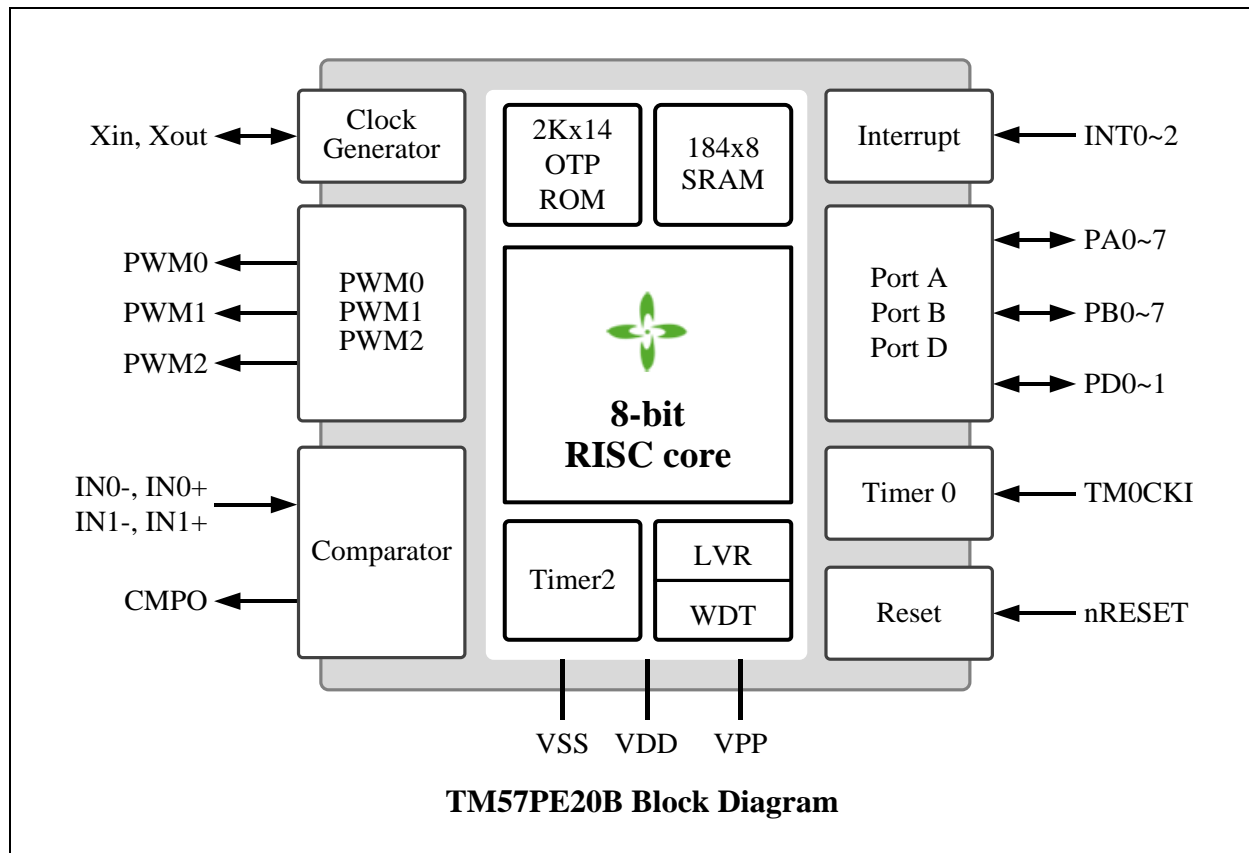 Xin, Xout
Clock
Generator
2Kx14
OTP
ROM
184x8
SRAM
Interrupt
INT0~2
PWM0
PWM1
PWM2
PWM0
PWM1
PWM2
Port A
Port B
Port D
PA0~7
PB0~7
PD0~1
8-bit
RISC core
IN0-, IN0+
IN1-, IN1+
CMPO
Comparator
Timer2
LVR
WDT
Timer 0
TM0CKI
Reset
nRESET
VSS
VDD
VPP
TM57PE20B Block Diagram